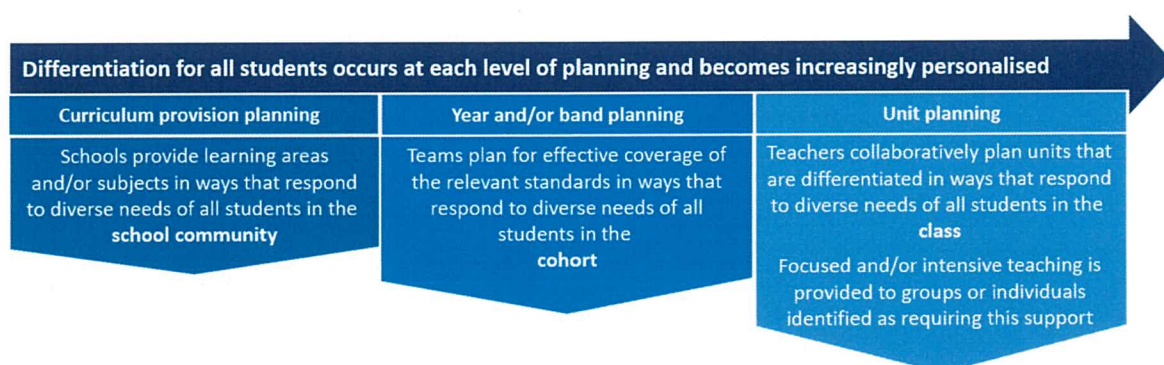 Differentiation for all students occurs at each level of planning and becomes increasingly personalised
Curriculum provision planning
Schools provide learning areas
and/or subjects in ways that respond
to diverse needs of all students in the
school community
Year and/or band planning
Teams plan for effective coverage of
the relevant standards in ways that
respond to diverse needs of all
students in the
cohort
Unit planning
Teachers collaboratively plan units that
are differentiated in ways that respond
to diverse needs of all students in the
class
Focused and/or intensive teaching is
provided to groups or individuals
identified as requiring this support